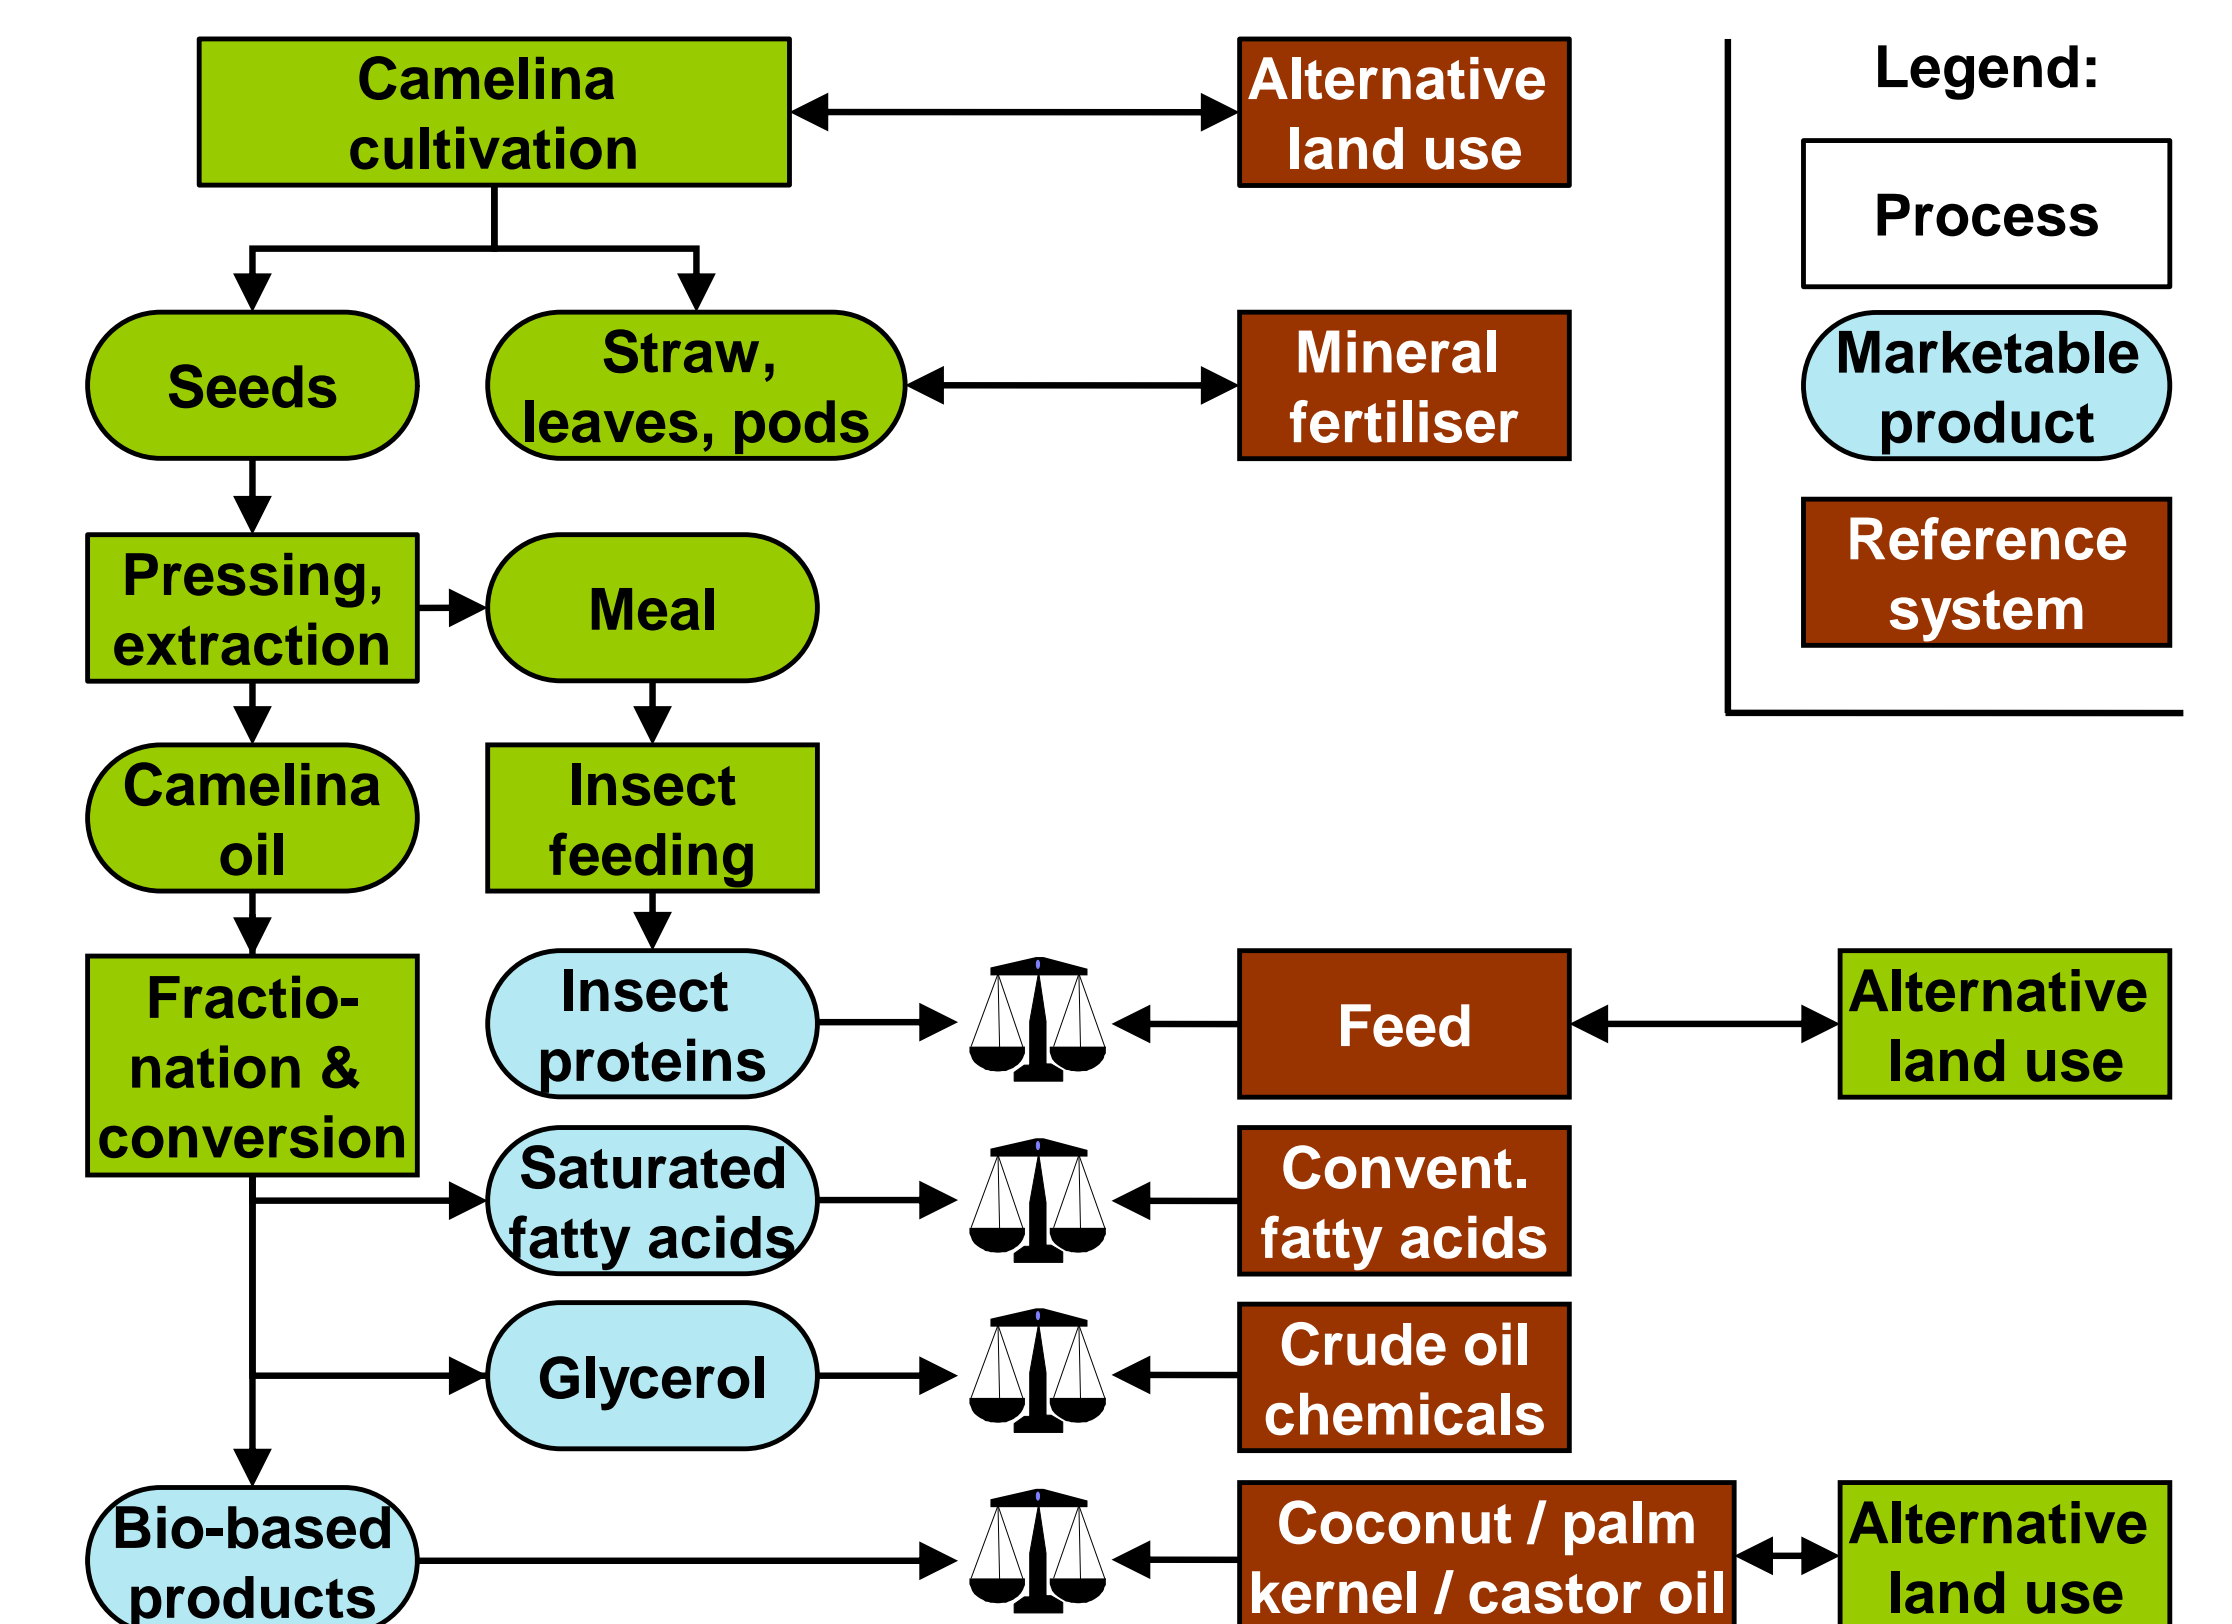 Camelina
cultivation
Alternative
land use
Legend:
Process
Seeds
Straw,
leaves, pods
Mineral
fertiliser
Marketable
product
Reference
system
Pressing,
extraction
Meal
Camelina
oil
Insect
feeding
Fractio-
nation &
conversion
Insect
proteins
Feed
Alternative
land use
Saturated
fatty acids
Convent.
fatty acids
Glycerol
Crude oil
chemicals
Bio-based
products
Coconut / palm
kernel / castor oil
Alternative
land use